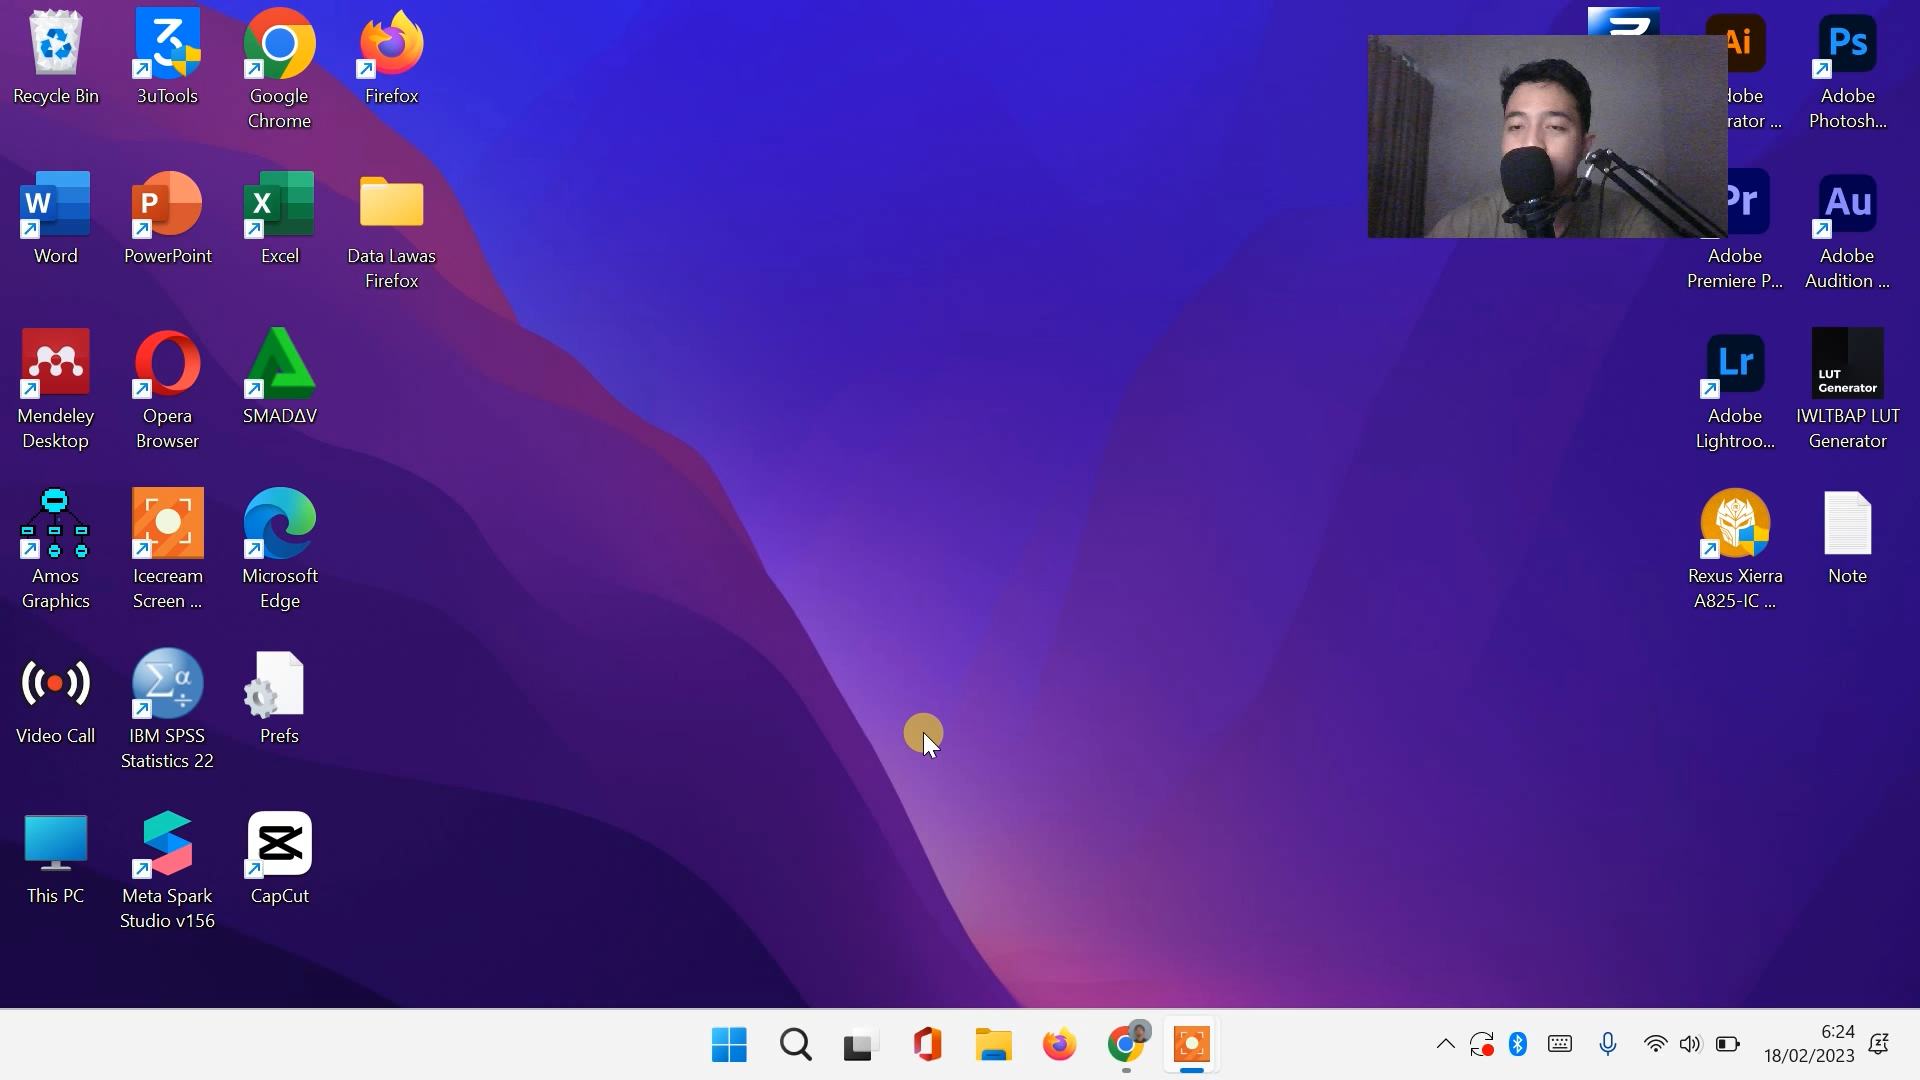 Recycle Bin
3uTools
Google
Chrome
Firefox
Word
PowerPoint
Excel
Data Lawas
Firefox
Mendeley
Desktop
Opera
Browser
SMADΔV
Amos
Graphics
Icecream
Screen ...
Microsoft
Edge
Video Call
IBM SPSS
Statistics 22
Prefs
This PC
Meta Spark
Studio v156
CapCut
Ai
Ps
Adobe
Photosh...
Pr
Au
Adobe
Premiere P...
Adobe
Audition ...
Lr
LUT
Generator
Adobe
Lightroo...
IWLTBAP LUT
Generator
Rexus Xierra
A825-IC ...
Note
6:24
18/02/2023